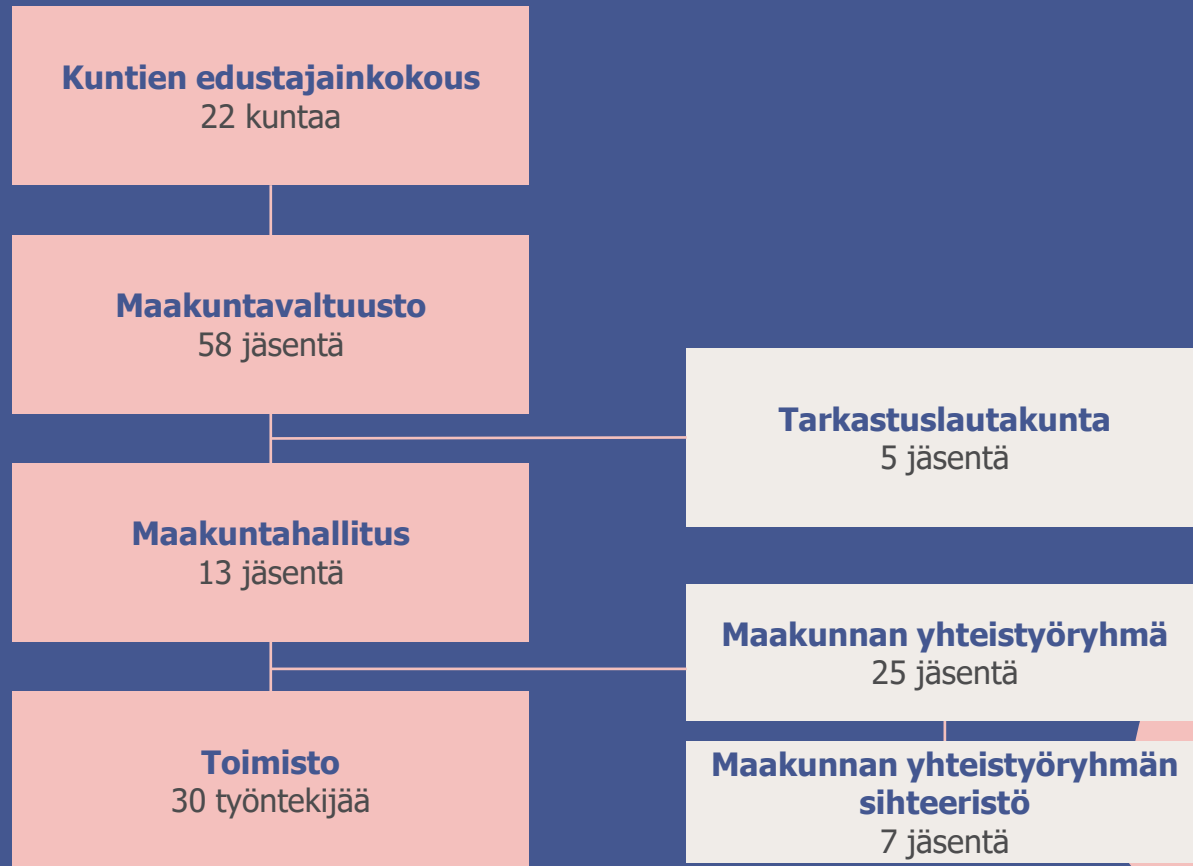 Kuntien edustajainkokous
22 kuntaa
Maakuntavaltuusto
58 jäsentä
Tarkastuslautakunta
5 jäsentä
Maakuntahallitus
13 jäsentä
Maakunnan yhteistyöryhmä
25 jäsentä
Toimisto
30 työntekijää
Maakunnan yhteistyöryhmän
sihteeristö
7 jäsentä